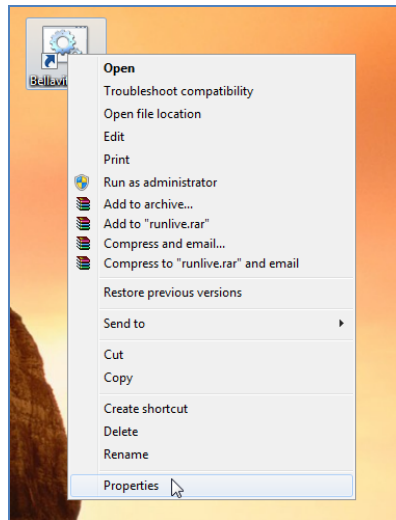 Open
Troubleshoot compatibility
Open file location
Edit
Print
Run as administrator
Add to archive...
Add to "runlive.rar"
Compress and email...
Compress to "runlive.rar" and email
Restore previous versions
Send to
Cut
Copy
Create shortcut
Delete
Rename
Properties